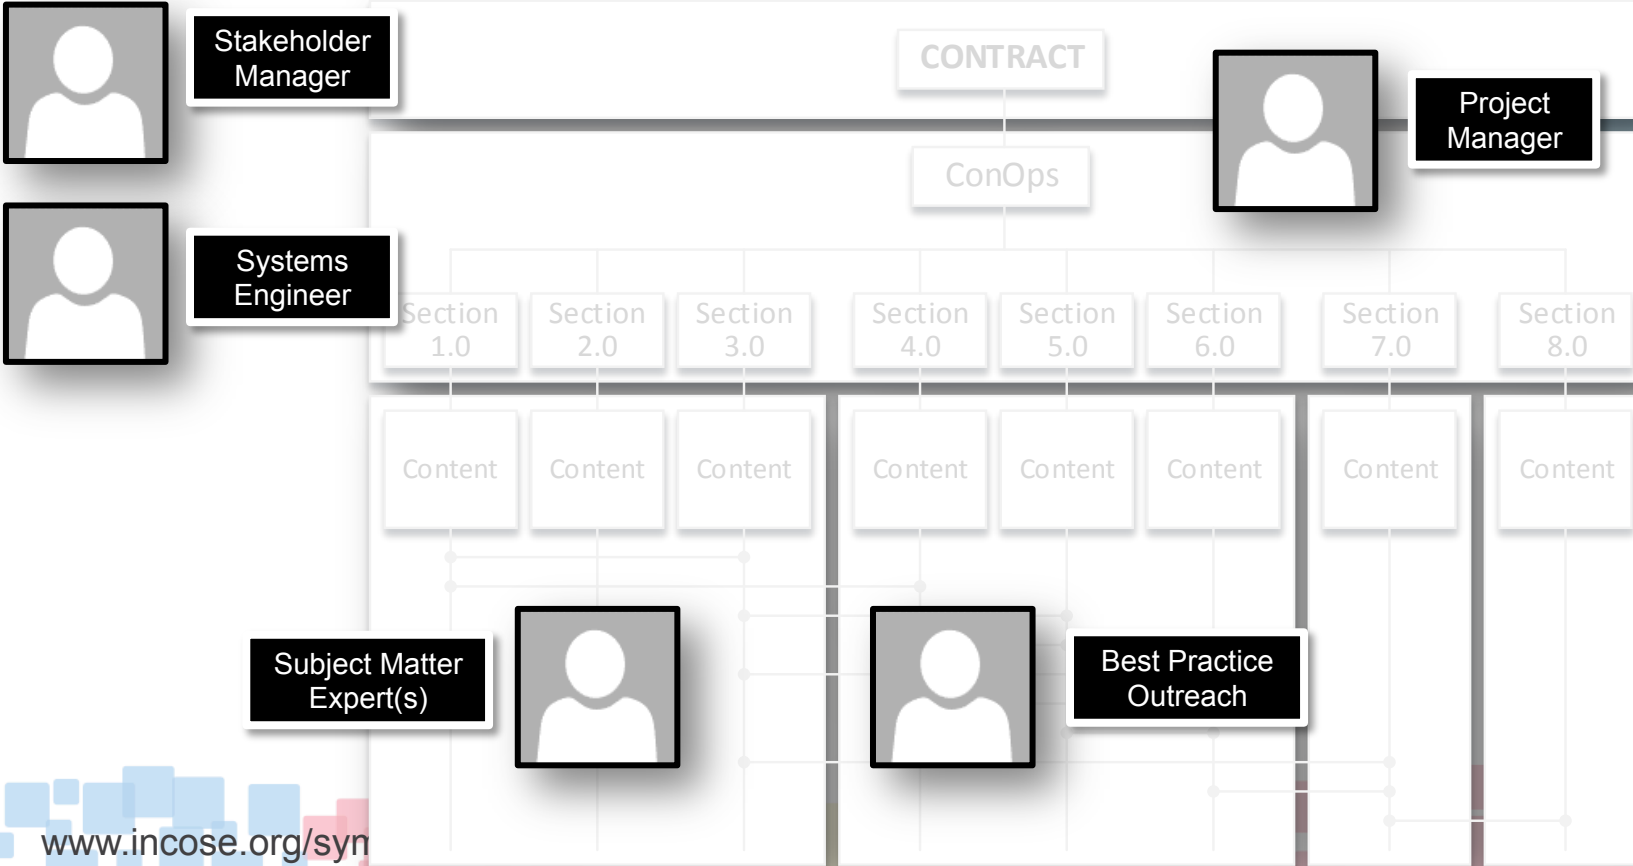 Stakeholder
Manager
CONTRACT
Project
Manager
ConOps
Systems
Engineer
Section
1.0
Section
2.0
Section
3.0
Section
4.0
Section
5.0
Section
6.0
Section
7.0
Section
8.0
Content
Content
Content
Content
Content
Content
Content
Content
Subject Matter
Expert(s)
Best Practice
Outreach
www.incose.org/sym